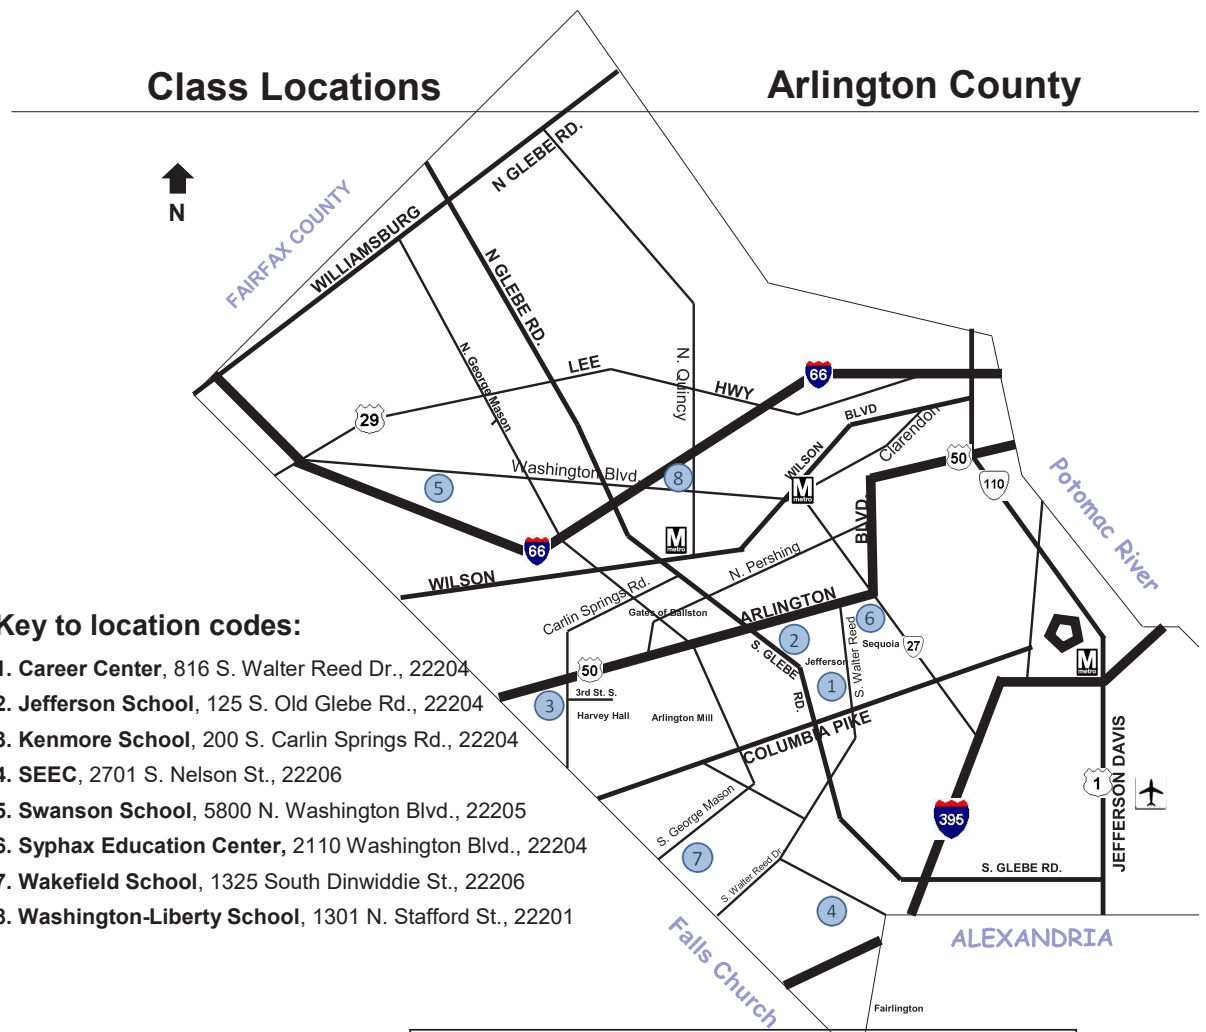 Class Locations
Arlington County
N
FAIRFAX COUNTY
WILLIAMSBURG
N GLEBE RD.
N GLEBE RD.
N. George Mason
LEE
HWY
29
N. Quincy
66
BLVD
Clarendon
WILSON
Washington Blvd.
5
8
M
metro
50
110
Potomac River
BLVD.
66
M
metro
WILSON
N. Pershing
Carlin Springs Rd.
Gates of Ballston
ARLINGTON
6
Sequoia
27
2
Jefferson
S. Walter Reed
S. GLEBE
RD.
1
M
metro
50
3rd St. S.
3
Harvey Hall
Arlington Mill
COLUMBIA PIKE
JEFFERSON DAVIS
1
395
S. George Mason
7
S. Walter Reed Dr.
S. GLEBE RD.
4
ALEXANDRIA
Falls Church
Fairlington
Key to location codes:
1. Career Center, 816 S. Walter Reed Dr., 22204
2. Jefferson School, 125 S. Old Glebe Rd., 22204
3. Kenmore School, 200 S. Carlin Springs Rd., 22204
4. SEEC, 2701 S. Nelson St., 22206
5. Swanson School, 5800 N. Washington Blvd., 22205
6. Syphax Education Center, 2110 Washington Blvd., 22204
7. Wakefield School, 1325 South Dinwiddie St., 22206
8. Washington-Liberty School, 1301 N. Stafford St., 22201